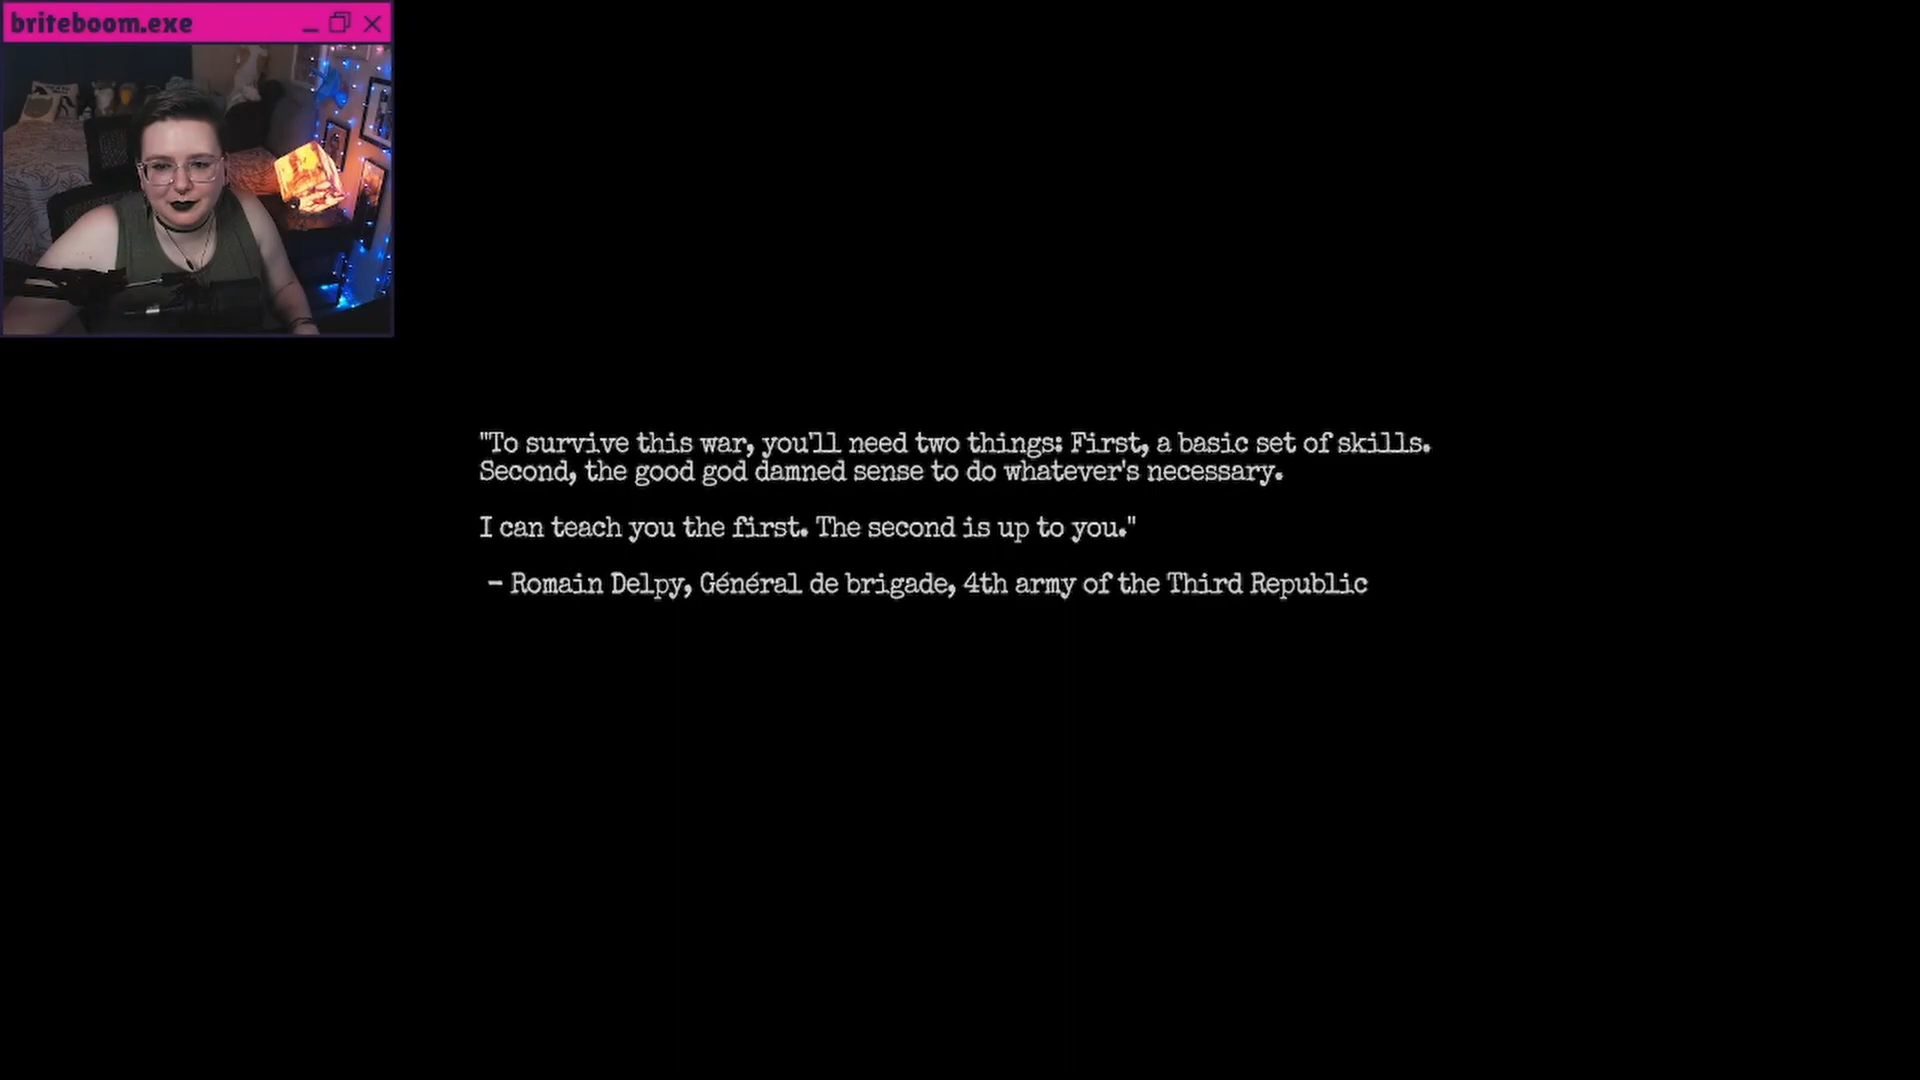 briteboom.exe
"To survive this war, you'll need two things: First, a basic set of skills.
Second, the good god damned sense to do whatever's necessary.
I can teach you the first. The second is up to you."
- Romain Delpy, Général de brigade, 4th army of the Third Republic